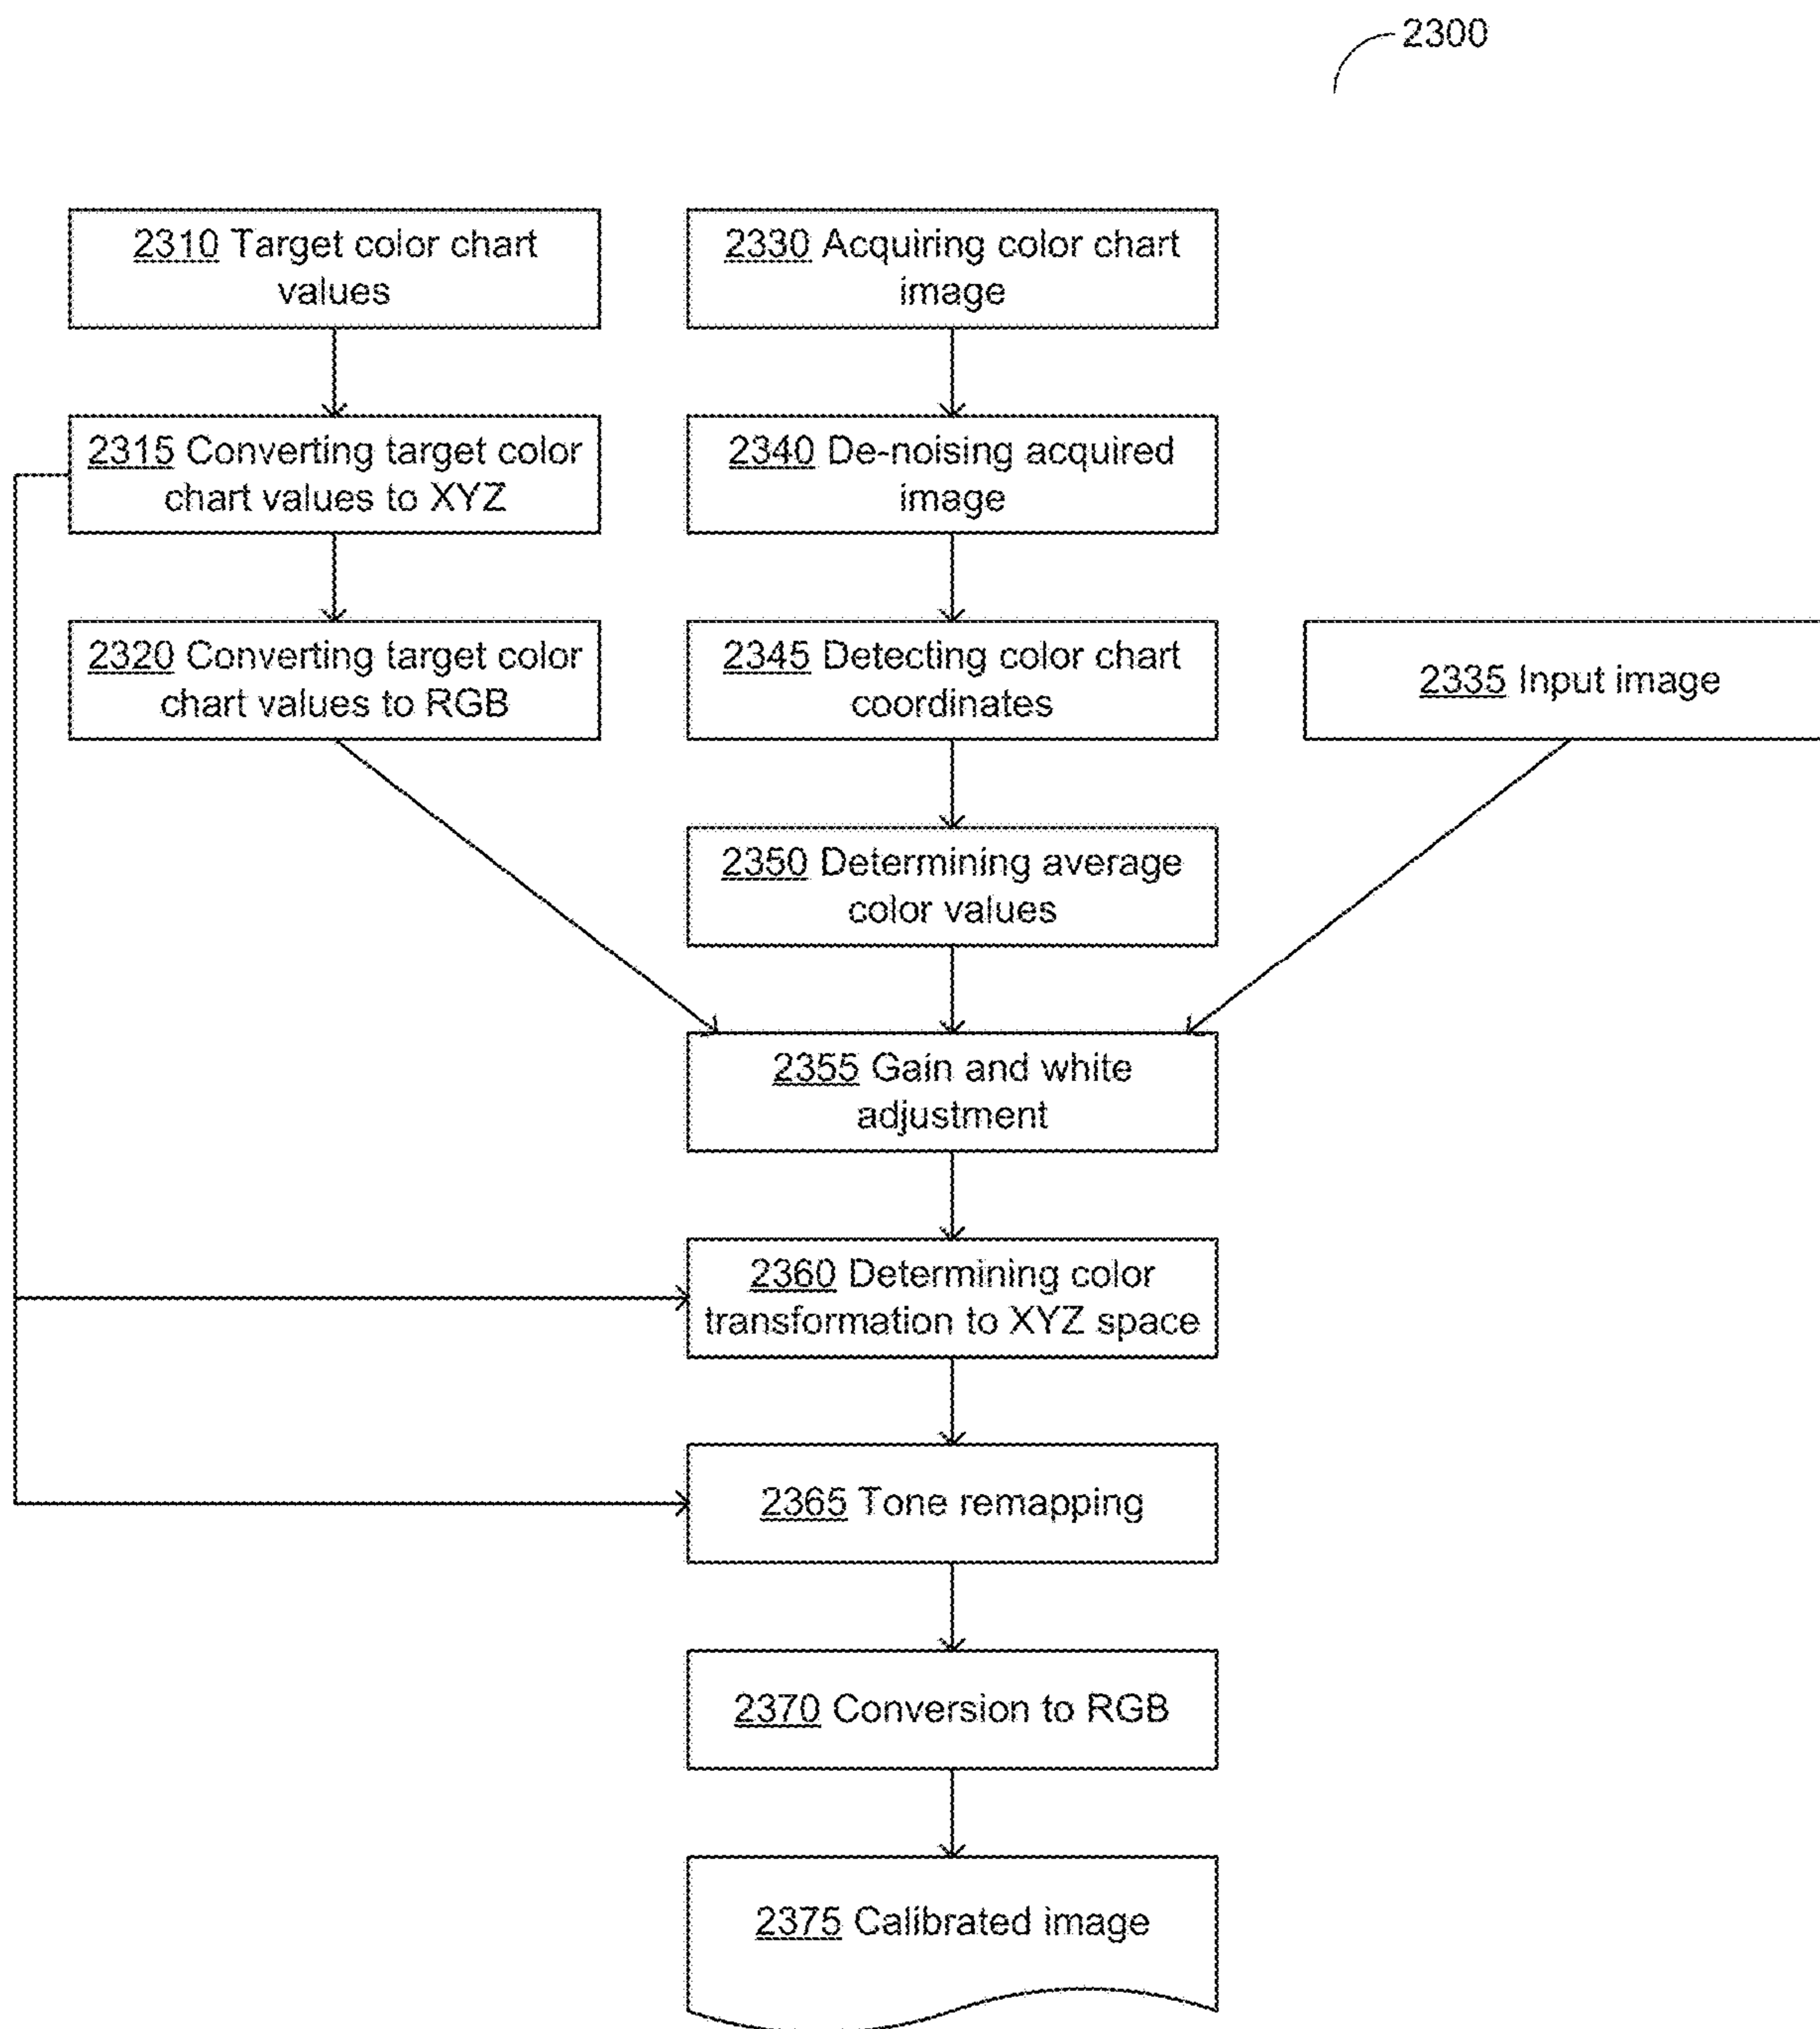 2300
2310 Target color chart
values
2330 Acquiring color chart
image
2315 Converting target color
chart values to XYZ
2340 De-noising acquired
image
2320 Converting target color
chart values to RGB
2345 Detecting color chart
coordinates
2335 Input image
2350 Determining average
color values
2355 Gain and white
adjustment
2360 Determining color
transformation to XYZ space
2365 Tone remapping
2370 Conversion to RGB
2375 Calibrated image